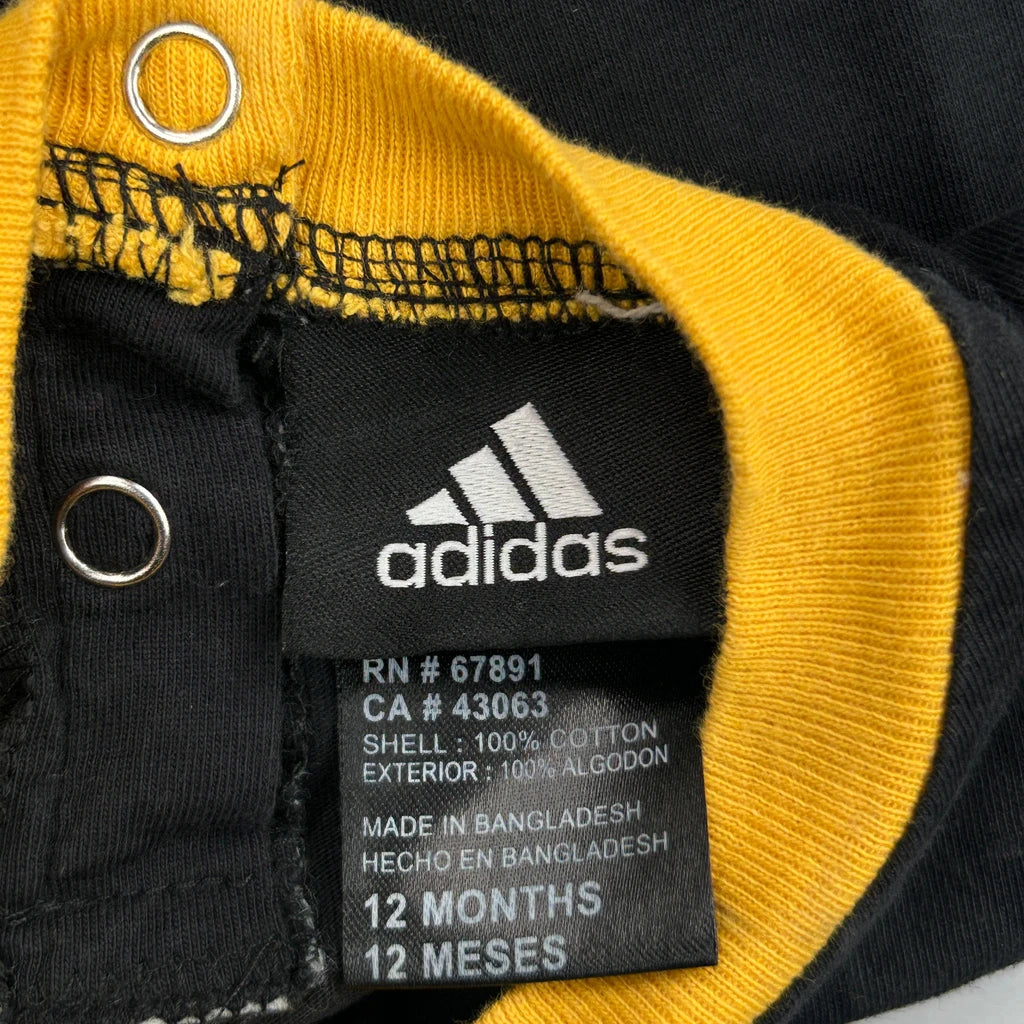 adidas
RN # 67891
CA # 43063
SHELL : 100% COTTON
EXTERIOR : 100% ALGODON
MADE IN BANGLADESH
HECHO EN BANGLADESH
12 MONTHS
12 MESES